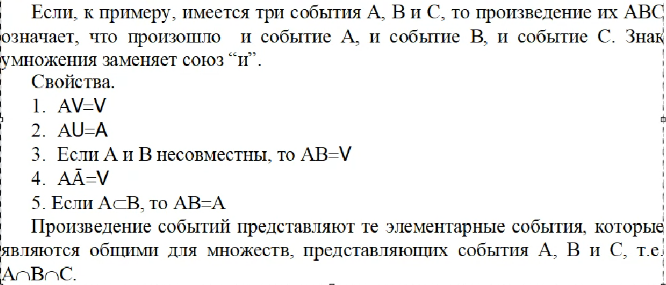 Если, к примеру, имеется три события А, В и С, то произведение их АВС
означает, что произошло и событие А, и событие В, и событие С. Знак
умножения заменяет союз “и”.
Свойства.
1. АV=V
2. АU=А
3. Если А и В несовместны, то АВ=V
4. АĀ=V
5. Если А⊂В, то АВ=А
Произведение событий представляют те элементарные события, которые
являются общими для множеств, представляющих события А, В и С, т.е.
А∩В∩С.